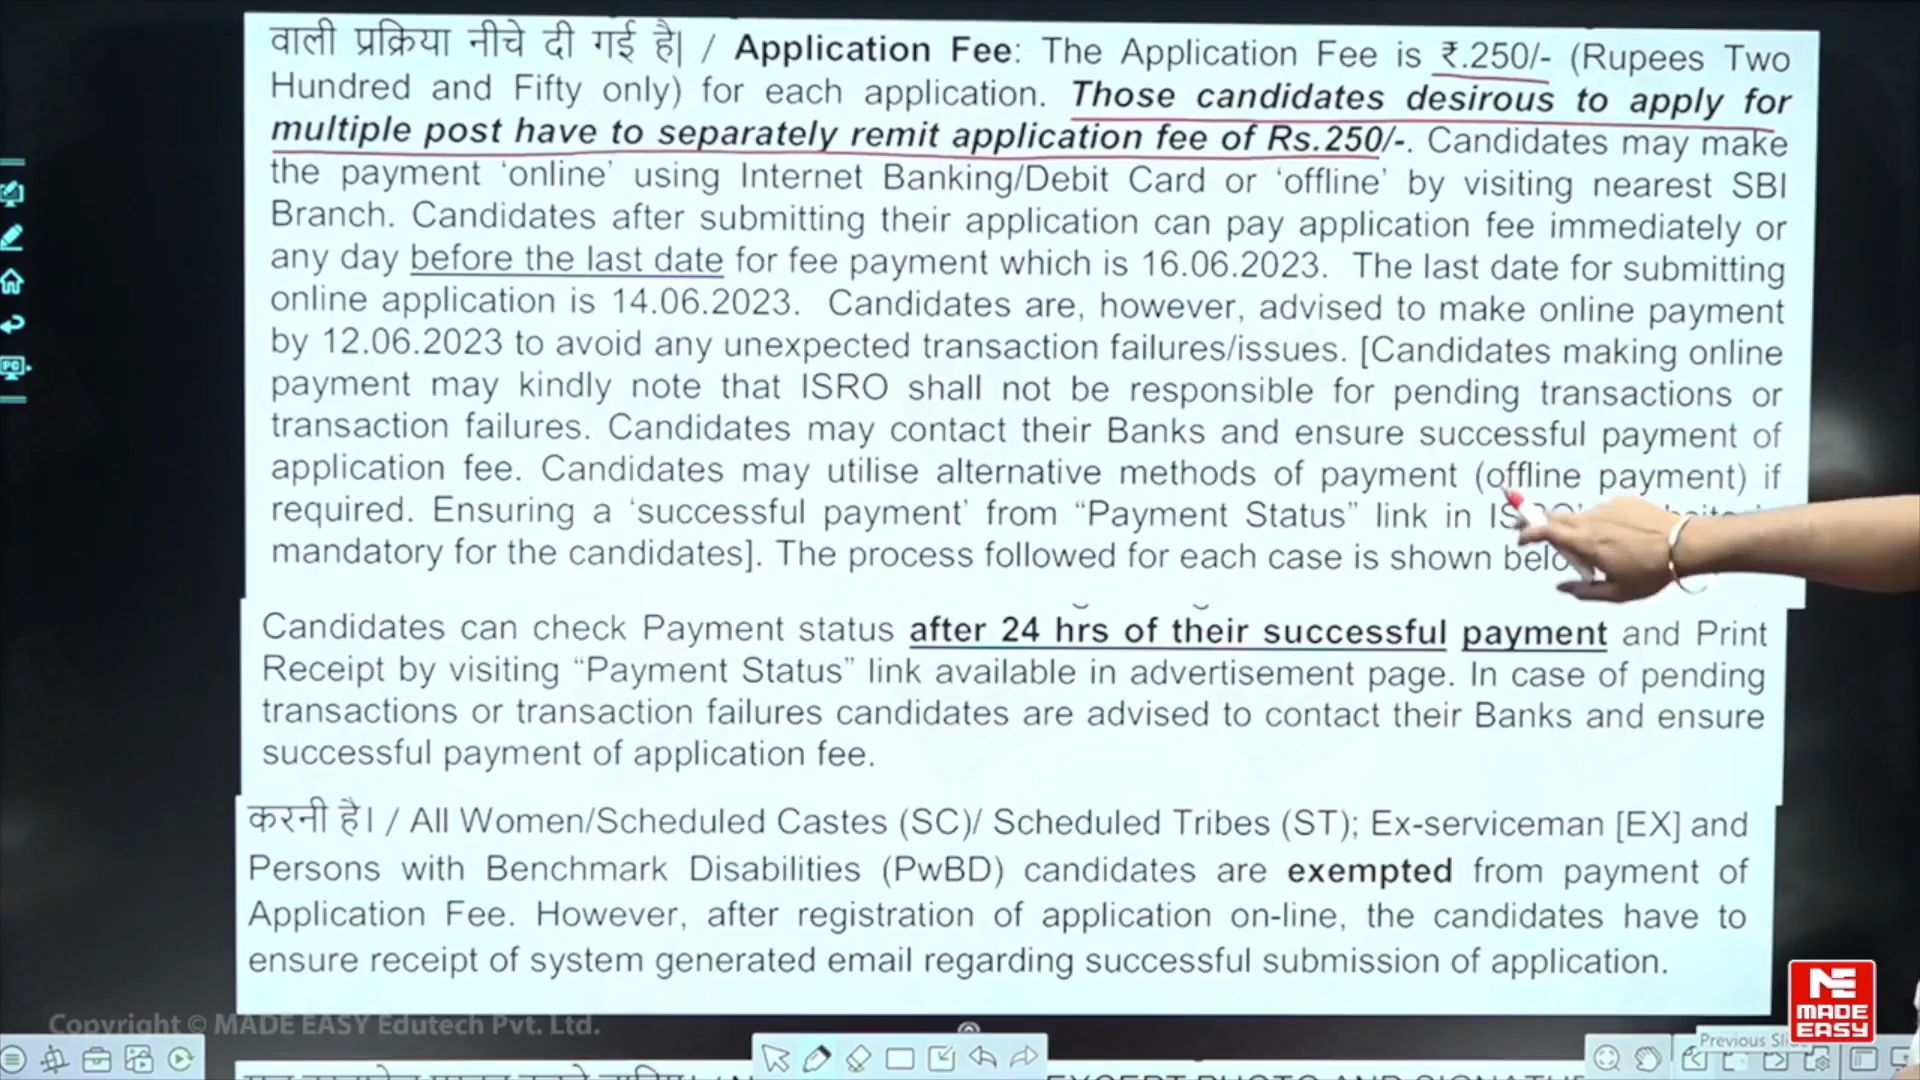 वाली प्रक्रिया नीचे दी गई है| / Application Fee: The Application Fee is ₹.250/- (Rupees Two
Hundred and Fifty only) for each application. Those candidates desirous to apply for
multiple post have to separately remit application fee of Rs.250/-. Candidates may make
the payment ‘online’ using Internet Banking/Debit Card or ‘offline’ by visiting nearest SBI
Branch. Candidates after submitting their application can pay application fee immediately or
any day before the last date for fee payment which is 16.06.2023. The last date for submitting
online application is 14.06.2023. Candidates are, however, advised to make online payment
by 12.06.2023 to avoid any unexpected transaction failures/issues. [Candidates making online
payment may kindly note that ISRO shall not be responsible for pending transactions or
transaction failures. Candidates may contact their Banks and ensure successful payment of
application fee. Candidates may utilise alternative methods of payment (offline payment) if
required. Ensuring a ‘successful payment’ from “Payment Status” link in
mandatory for the candidates]. The process followed for each case is shown
Candidates can check Payment status after 24 hrs of their successful payment and Print
Receipt by visiting “Payment Status” link available in advertisement page. In case of pending
transactions or transaction failures candidates are advised to contact their Banks and ensure
successful payment of application fee.
करनी है। / All Women/Scheduled Castes (SC)/ Scheduled Tribes (ST); Ex-serviceman [EX] and
Persons with Benchmark Disabilities (PwBD) candidates are exempted from payment of
Application Fee. However, after registration of application on-line, the candidates have to
ensure receipt of system generated email regarding successful submission of application.
Copyright © MADE EASY Edutech Pvt. Ltd.
ME
MADE
EASY
Previous
PC
EXCEPT PHOTO AND